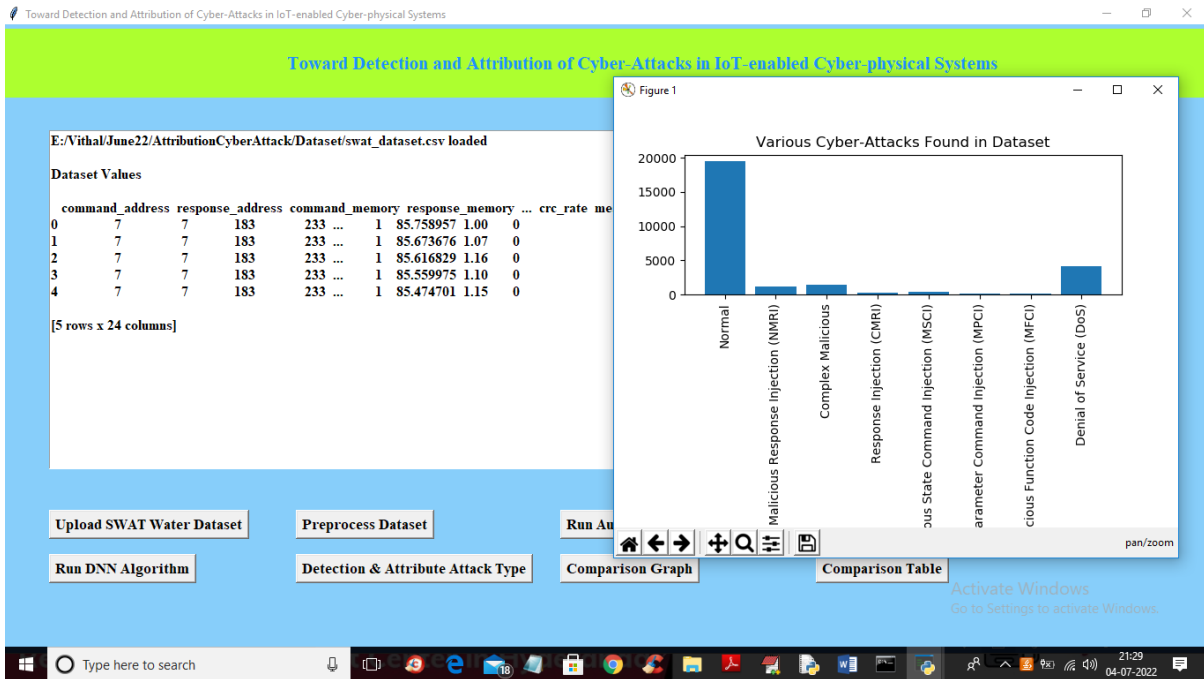 Toward Detection and Attribution of Cyber-Attacks in IoT-enabled Cyber-physical Systems
Toward Detection and Attribution of Cyber-Attacks in IoT-enabled Cyber-physical Systems
E:/Vithal/June22/AttributionCyberAttack/Dataset/swat_dataset.csv loaded
Dataset Values
command_address response_address command_memory response_memory ... crc_rate me
0 7 7 183 233 ... 1 85.758957 1.00 0
1 7 7 183 233 ... 1 85.673676 1.07 0
2 7 7 183 233 ... 1 85.616829 1.16 0
3 7 7 183 233 ... 1 85.559975 1.10 0
4 7 7 183 233 ... 1 85.474701 1.15 0
[5 rows x 24 columns]
Figure 1
Various Cyber-Attacks Found in Dataset
20000
15000
10000
5000
0
Normal
Malicious Response Injection (NMRI)
Complex Malicious
Response Injection (CMRI)
ous State Command Injection (MSCI)
arameter Command Injection (MPCI)
cious Function Code Injection (MFCI)
Denial of Service (DoS)
pan/zoom
Upload SWAT Water Dataset
Preprocess Dataset
Run Au
Run DNN Algorithm
Detection & Attribute Attack Type
Comparison Graph
Comparison Table
Activate Windows
Go to Settings to activate Windows.
Type here to search
18
21:29
04-07-2022